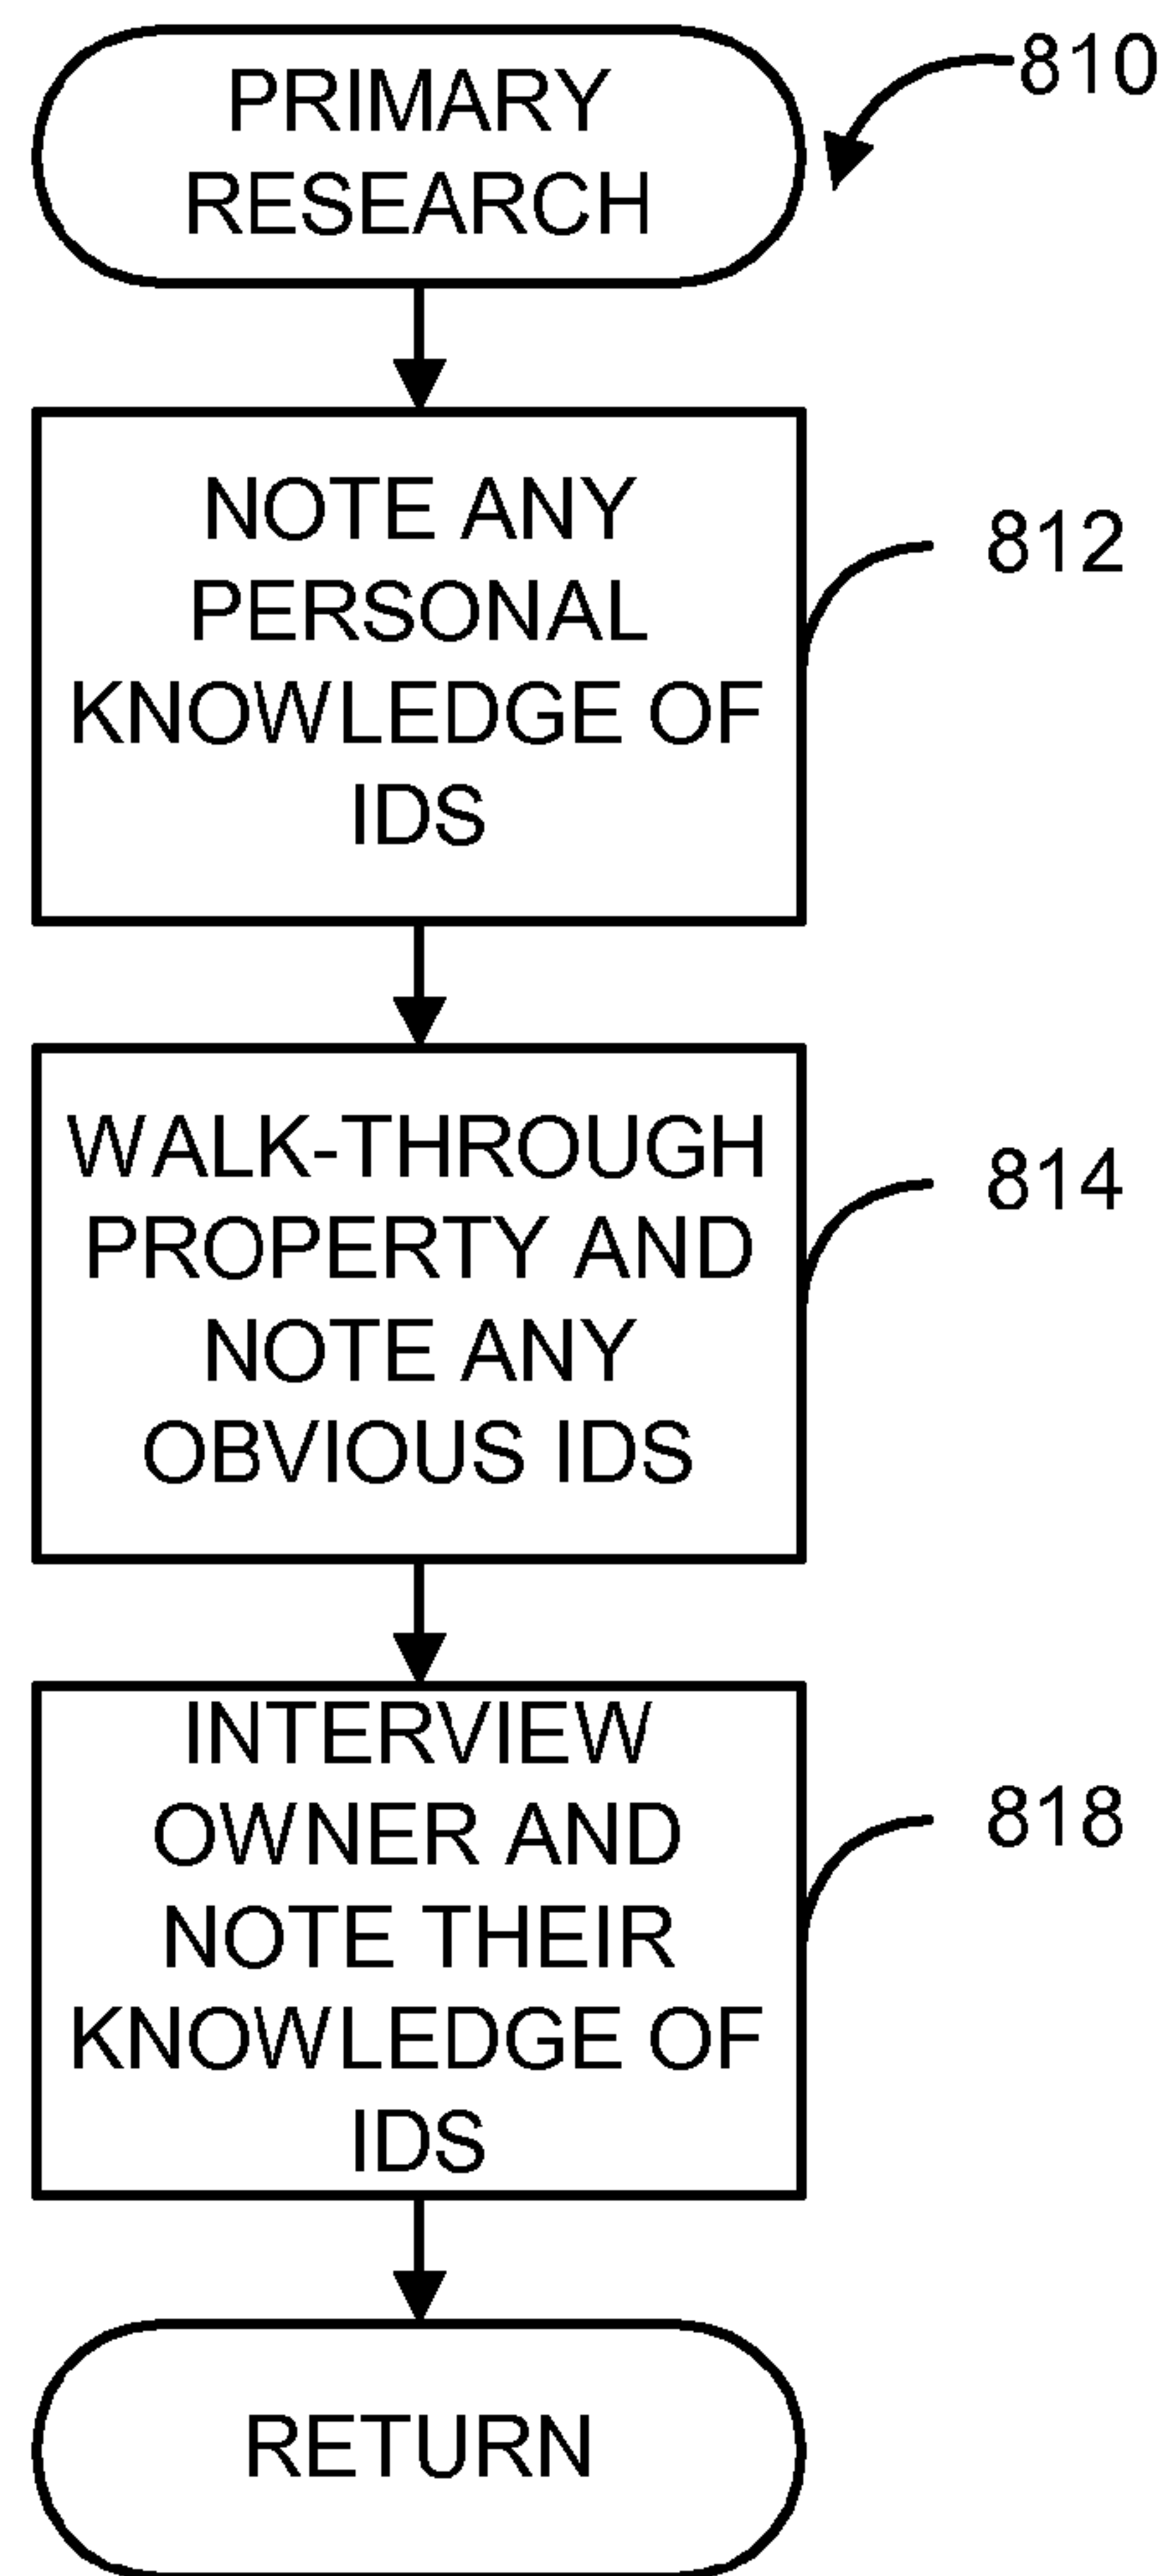 PRIMARY
RESEARCH
810
NOTE ANY
PERSONAL
KNOWLEDGE OF
IDS
812
WALK-THROUGH
PROPERTY AND
NOTE ANY
OBVIOUS IDS
814
INTERVIEW
OWNER AND
NOTE THEIR
KNOWLEDGE OF
IDS
818
RETURN